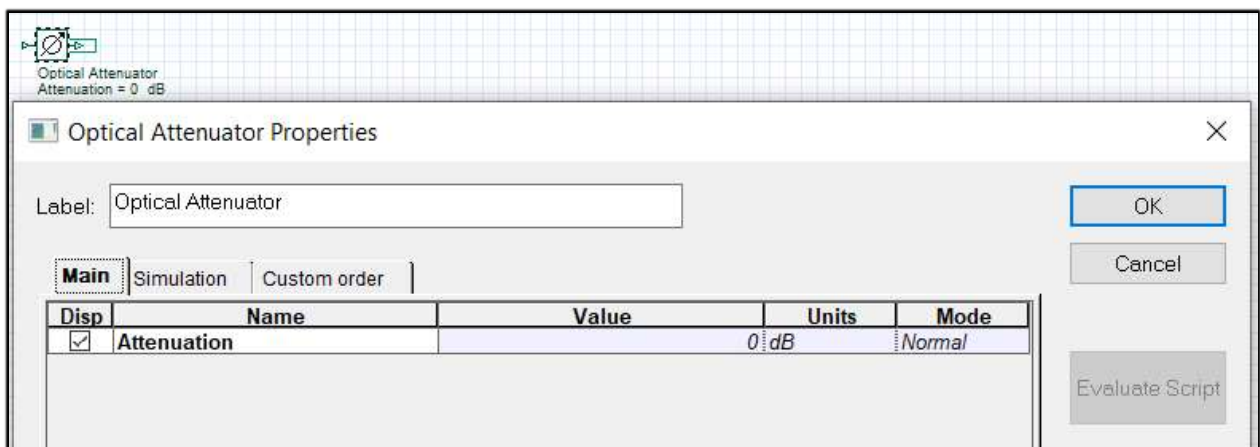 Optical Attenuator
Attenuation = 0 dB
Optical Attenuator Properties
Label: Optical Attenuator
OK
Cancel
Main Simulation Custom order
Disp Name Value Units Mode
Attenuation 0 dB Normal
Evaluate Script